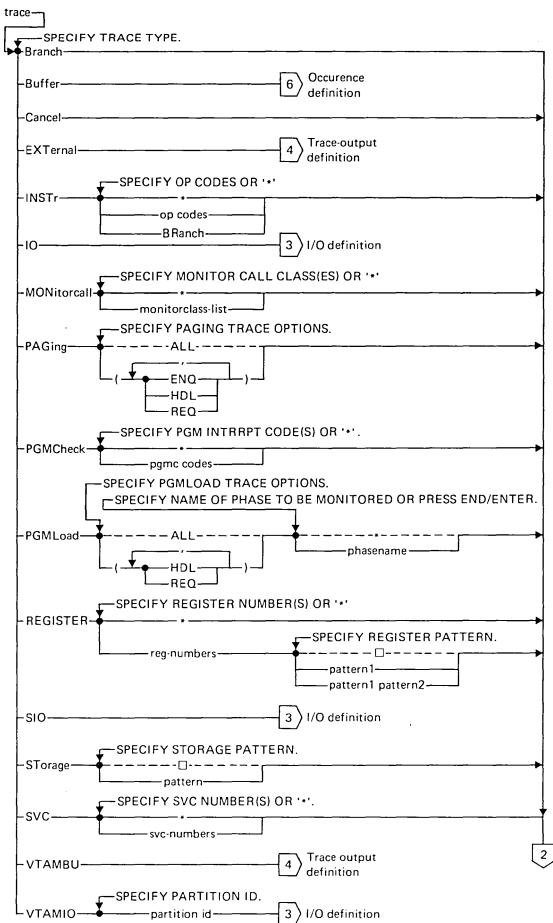 trace
SPECIFY TRACE TYPE.
Branch
Buffer 6 Occurence
definition
Cancel
EXTernal 4 Trace-output
definition
SPECIFY OP CODES OR '*'
INSTr *
op codes
BRanch
IO 3 I/O definition
SPECIFY MONITOR CALL CLASS(ES) OR '*'
MONitorcall *
monitorclass-list
SPECIFY PAGING TRACE OPTIONS.
PAGing ALL
,
( ENQ )
HDL
REQ
SPECIFY PGM INTRRPT CODE(S) OR '*'.
PGMCheck *
pgmc codes
SPECIFY PGMLOAD TRACE OPTIONS.
SPECIFY NAME OF PHASE TO BE MONITORED OR PRESS END/ENTER.
PGMLoad ALL *
, phasename
( HDL )
REQ
SPECIFY REGISTER NUMBER(S) OR '*'
REGISTER *
SPECIFY REGISTER PATTERN.
reg-numbers □
pattern1
pattern1 pattern2
SIO 3 I/O definition
SPECIFY STORAGE PATTERN.
STorage □
pattern
SPECIFY SVC NUMBER(S) OR '*'.
SVC *
svc-numbers
2
VTAMBU 4 Trace output
definition
SPECIFY PARTITION ID.
VTAMIO partition id 3 I/O definition